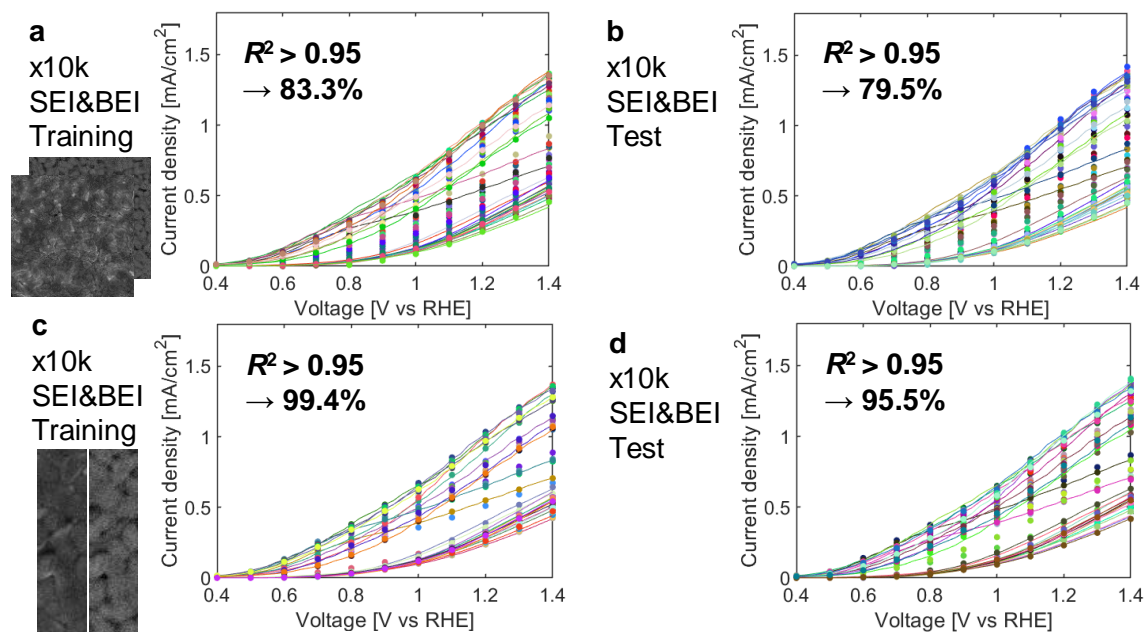 a
x10k
SEI&BEI
Training
R² > 0.95
→ 83.3%
Current density [mA/cm²]
1.5
1
0.5
0
0.4 0.6 0.8 1 1.2 1.4
Voltage [V vs RHE]
b
x10k
SEI&BEI
Test
R² > 0.95
→ 79.5%
Current density [mA/cm²]
1.5
1
0.5
0
0.4 0.6 0.8 1 1.2 1.4
Voltage [V vs RHE]
c
x10k
SEI&BEI
Training
R² > 0.95
→ 99.4%
Current density [mA/cm²]
1.5
1
0.5
0
0.4 0.6 0.8 1 1.2 1.4
Voltage [V vs RHE]
d
x10k
SEI&BEI
Test
R² > 0.95
→ 95.5%
Current density [mA/cm²]
1.5
1
0.5
0
0.4 0.6 0.8 1 1.2 1.4
Voltage [V vs RHE]